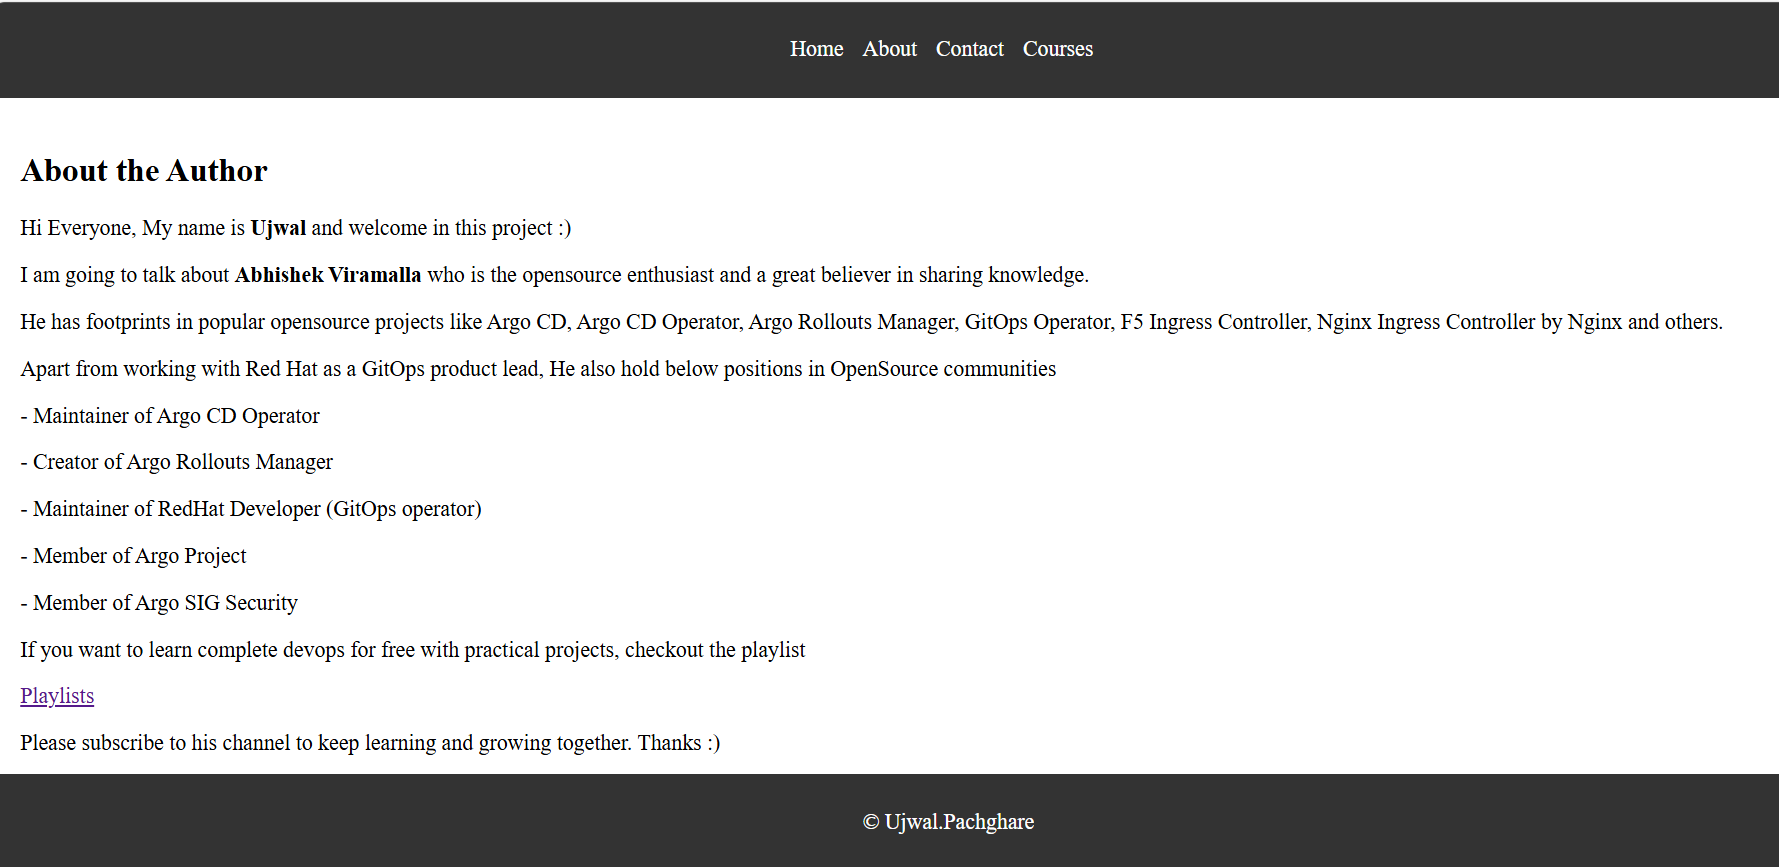 Home About Contact Courses
About the Author
Hi Everyone, My name is Ujwal and welcome in this project :)
I am going to talk about Abhishek Viramalla who is the opensource enthusiast and a great believer in sharing knowledge.
He has footprints in popular opensource projects like Argo CD, Argo CD Operator, Argo Rollouts Manager, GitOps Operator, F5 Ingress Controller, Nginx Ingress Controller by Nginx and others.
Apart from working with Red Hat as a GitOps product lead, He also hold below positions in OpenSource communities
- Maintainer of Argo CD Operator
- Creator of Argo Rollouts Manager
- Maintainer of RedHat Developer (GitOps operator)
- Member of Argo Project
- Member of Argo SIG Security
If you want to learn complete devops for free with practical projects, checkout the playlist
Playlists
Please subscribe to his channel to keep learning and growing together. Thanks :)
© Ujwal.Pachghare